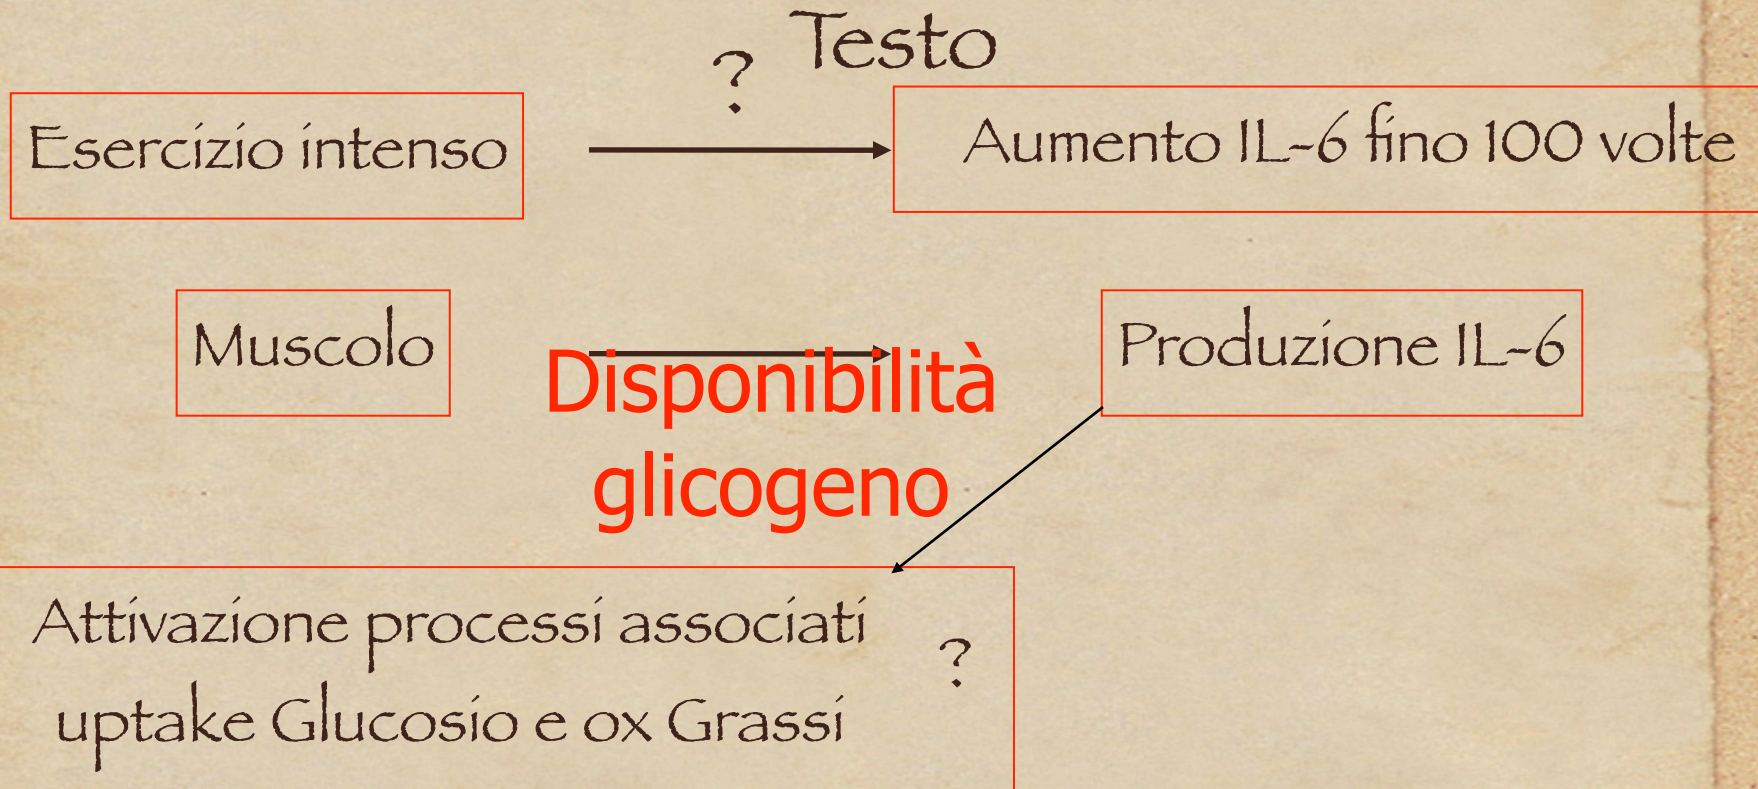 Testo
?
Esercizio intenso
Aumento IL-6 fino 100 volte
Muscolo
Disponibilità
glicogeno
Produzione IL-6
Attivazione processi associati
uptake Glucosio e ox Grassi
?